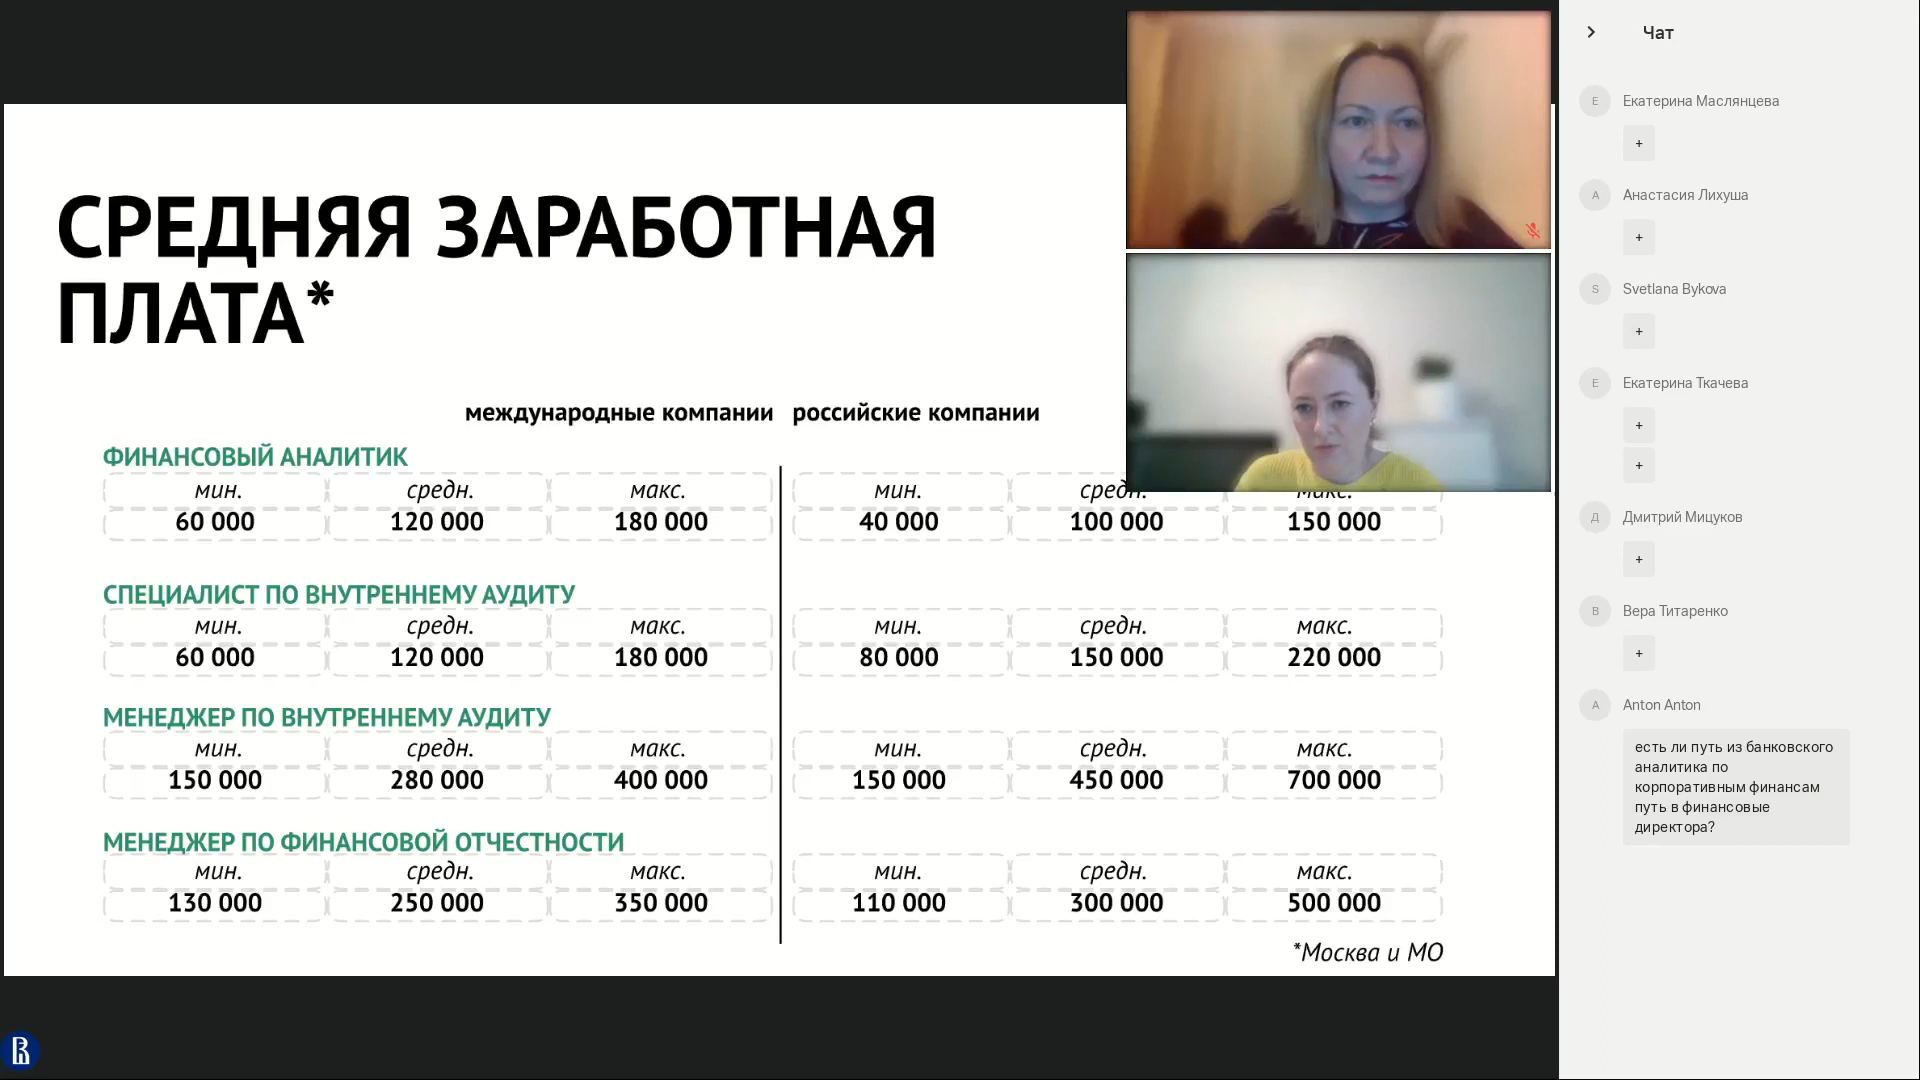 СРЕДНЯЯ ЗАРАБОТНАЯ
ПЛАТА*
международные компании российские компании
ФИНАНСОВЫЙ АНАЛИТИК
мин. средн. макс. мин. средн. макс.
60 000 120 000 180 000 40 000 100 000 150 000
СПЕЦИАЛИСТ ПО ВНУТРЕННЕМУ АУДИТУ
мин. средн. макс. мин. средн. макс.
60 000 120 000 180 000 80 000 150 000 220 000
МЕНЕДЖЕР ПО ВНУТРЕННЕМУ АУДИТУ
мин. средн. макс. мин. средн. макс.
150 000 280 000 400 000 150 000 450 000 700 000
МЕНЕДЖЕР ПО ФИНАНСОВОЙ ОТЧЕСТНОСТИ
мин. средн. макс. мин. средн. макс.
130 000 250 000 350 000 110 000 300 000 500 000
*Москва и МО
Чат
Е Екатерина Маслянцева
+
А Анастасия Лихуша
+
S Svetlana Bykova
+
Е Екатерина Ткачева
+
+
Д Дмитрий Мицуков
+
В Вера Титаренко
+
A Anton Anton
есть ли путь из банковского
аналитика по
корпоративным финансам
путь в финансовые
директора?